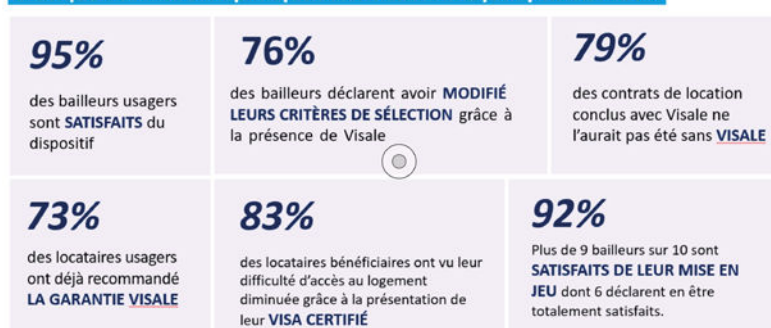 95%
des bailleurs usagers
sont SATISFAITS du
dispositif
76%
des bailleurs déclarent avoir MODIFIÉ
LEURS CRITÈRES DE SÉLECTION grâce à
la présence de Visale
79%
des contrats de location
conclus avec Visale ne
l'aurait pas été sans VISALE
73%
des locataires usagers
ont déjà recommandé
LA GARANTIE VISALE
83%
des locataires bénéficiaires ont vu leur
difficulté d'accès au logement
diminuée grâce à la présentation de
leur VISA CERTIFIÉ
92%
Plus de 9 bailleurs sur 10 sont
SATISFAITS DE LEUR MISE EN
JEU dont 6 déclarent en être
totalement satisfaits.